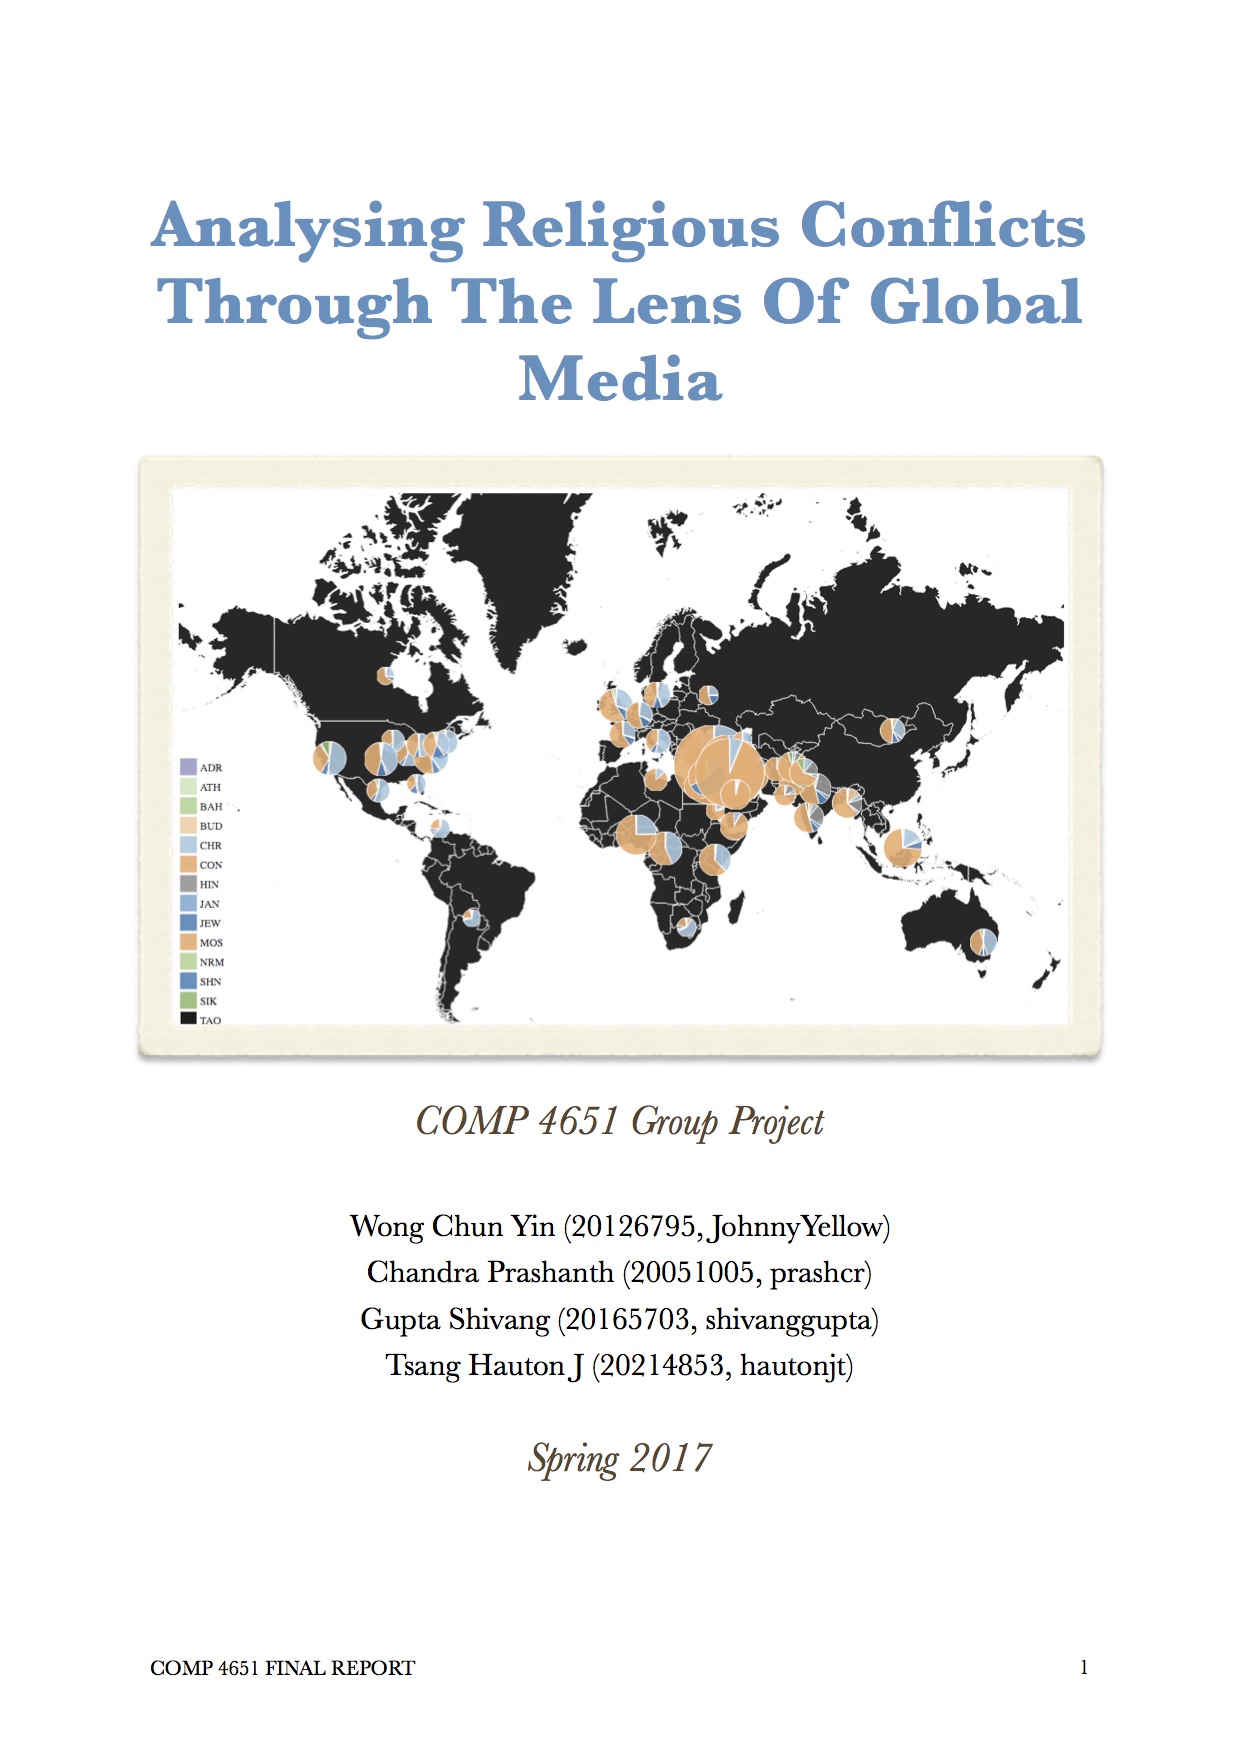 Analysing Religious Conflicts
Through The Lens Of Global
Media
ADR
ATH
BAH
BUD
CHR
CON
HIN
JAN
JEW
MOS
NRM
SHN
SIK
TAO
COMP 4651 Group Project
Wong Chun Yin (20126795, JohnnyYellow)
Chandra Prashanth (20051005, prashcr)
Gupta Shivang (20165703, shivanggupta)
Tsang Hauton J (20214853, hautonjt)
Spring 2017
COMP 4651 FINAL REPORT 1